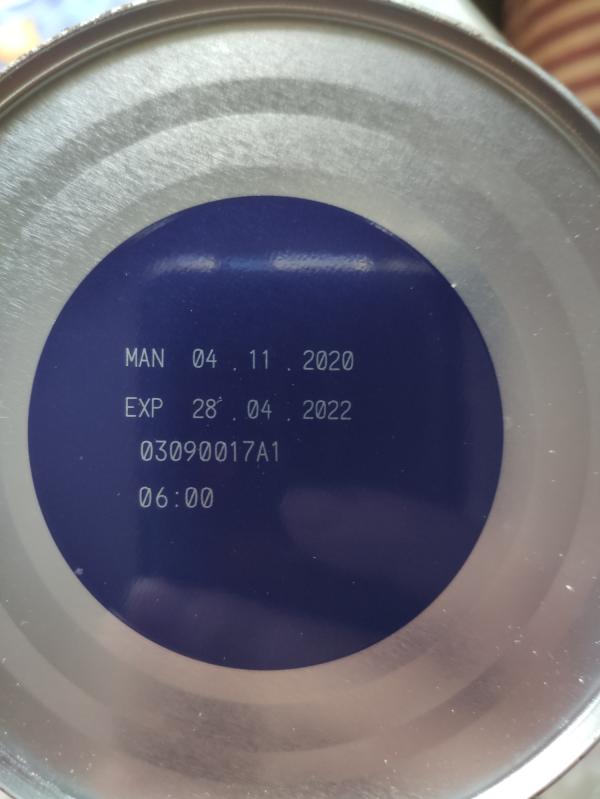 MAN 04 . 11 . 2020
EXP 28 . 04 . 2022
03090017A1
06:00